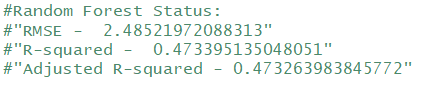 #Random Forest Status:
#"RMSE -  2.48521972088313"
#"R-squared -  0.473395135048051"
#"Adjusted R-squared - 0.473263983845772"